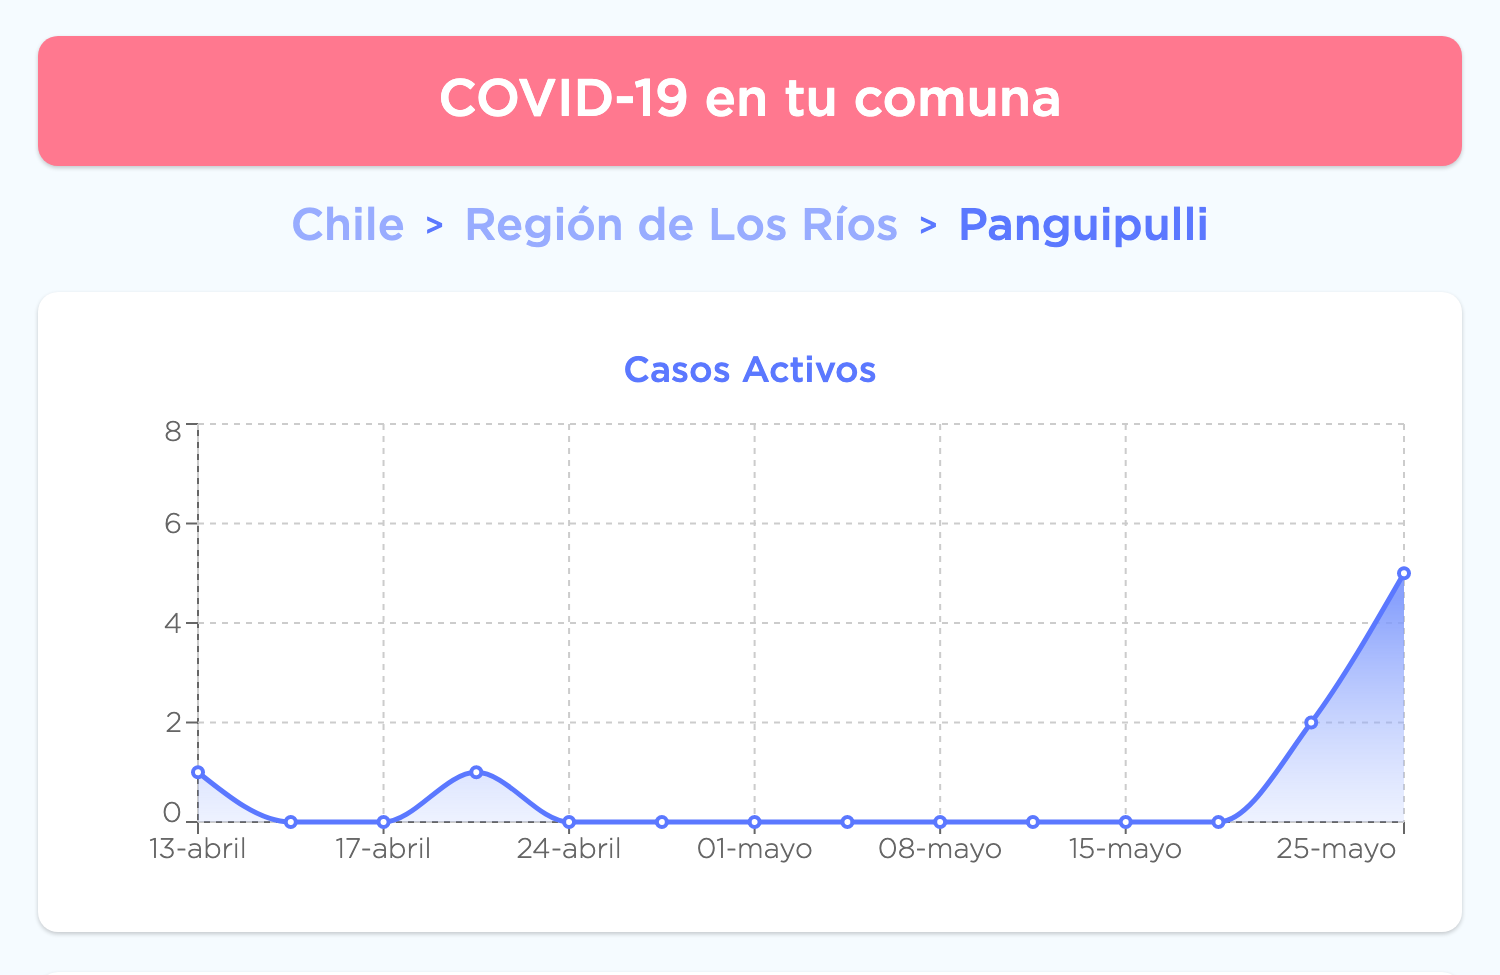 COVID-19 en tu comuna
Chile > Región de Los Ríos > Panguipulli
Casos Activos
8
6
4
2
0
13-abril 17-abril 24-abril 01-mayo 08-mayo 15-mayo 25-mayo